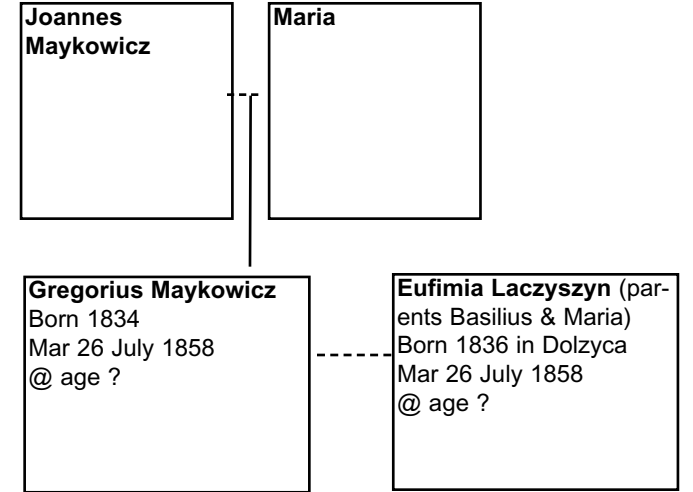 Joannes
Maykowicz
Maria
Gregorius Maykowicz
Born 1834
Mar 26 July 1858
@ age ?
Eufimia Laczyszyn (par-
ents Basilius & Maria)
Born 1836 in Dolzyca
Mar 26 July 1858
@ age ?